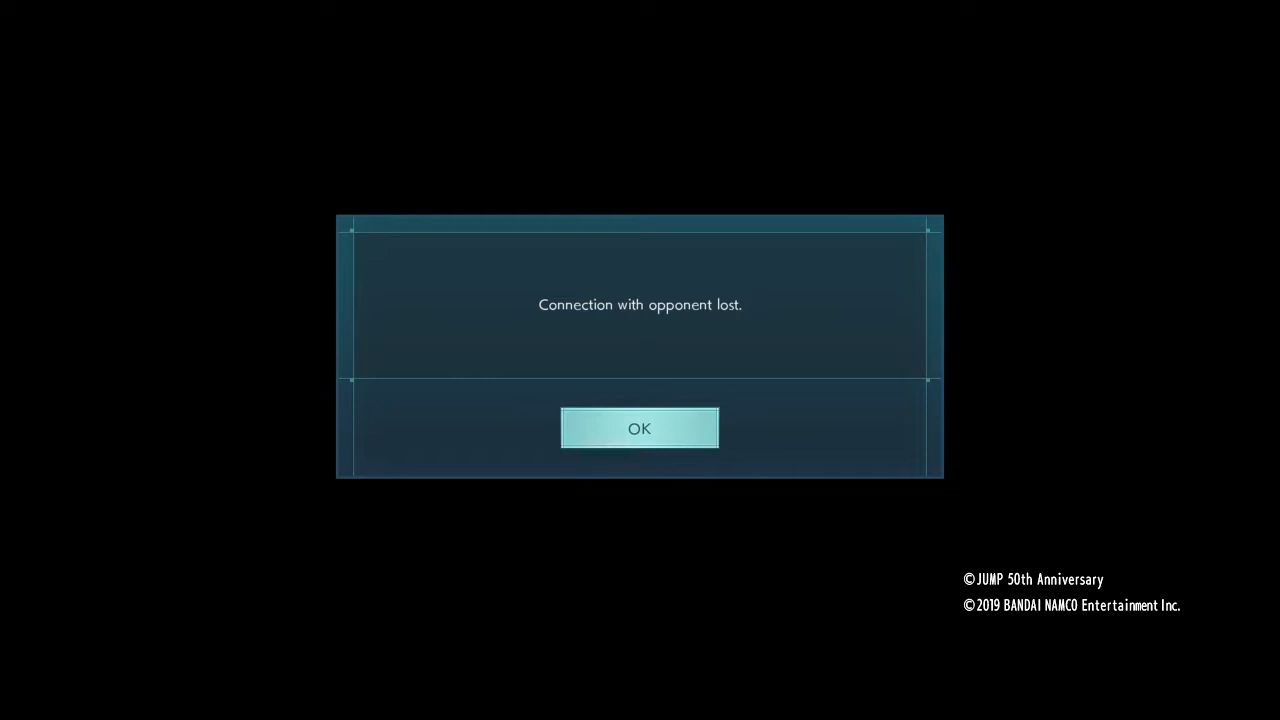 Connection with opponent lost.
OK
©JUMP 50th Anniversary
©2019 BANDAI NAMCO Entertainment Inc.